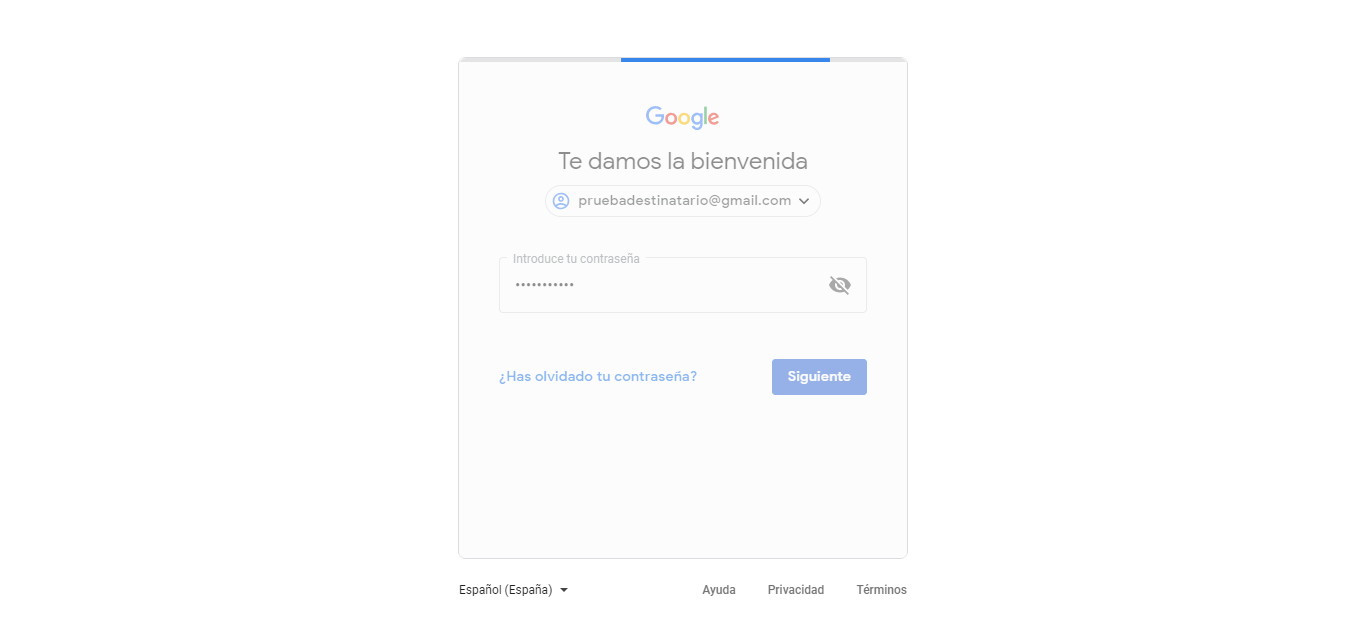 Google
Te damos la bienvenida
pruebadestinatario@gmail.com
Introduce tu contraseña
•••••••••••
¿Has olvidado tu contraseña?
Siguiente
Español (España)
Ayuda
Privacidad
Términos